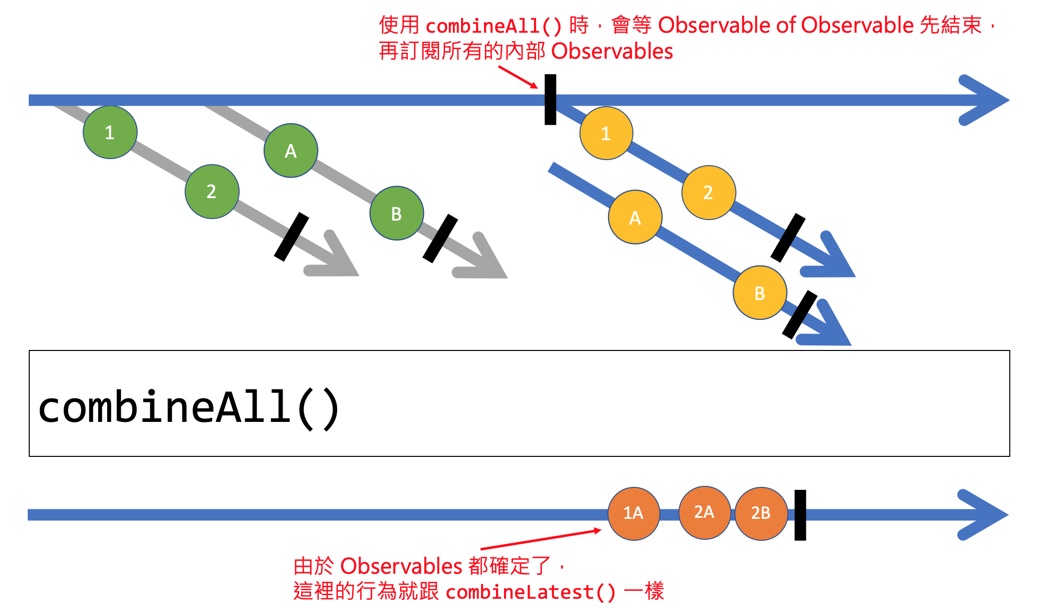 使用 combineAll() 時，會等 Observable of Observable 先結束，
再訂閱所有的內部 Observables
1
A
2
B
1
2
A
B
combineAll()
1A
2A
2B
由於 Observables 都確定了，
這裡的行為就跟 combineLatest() 一樣